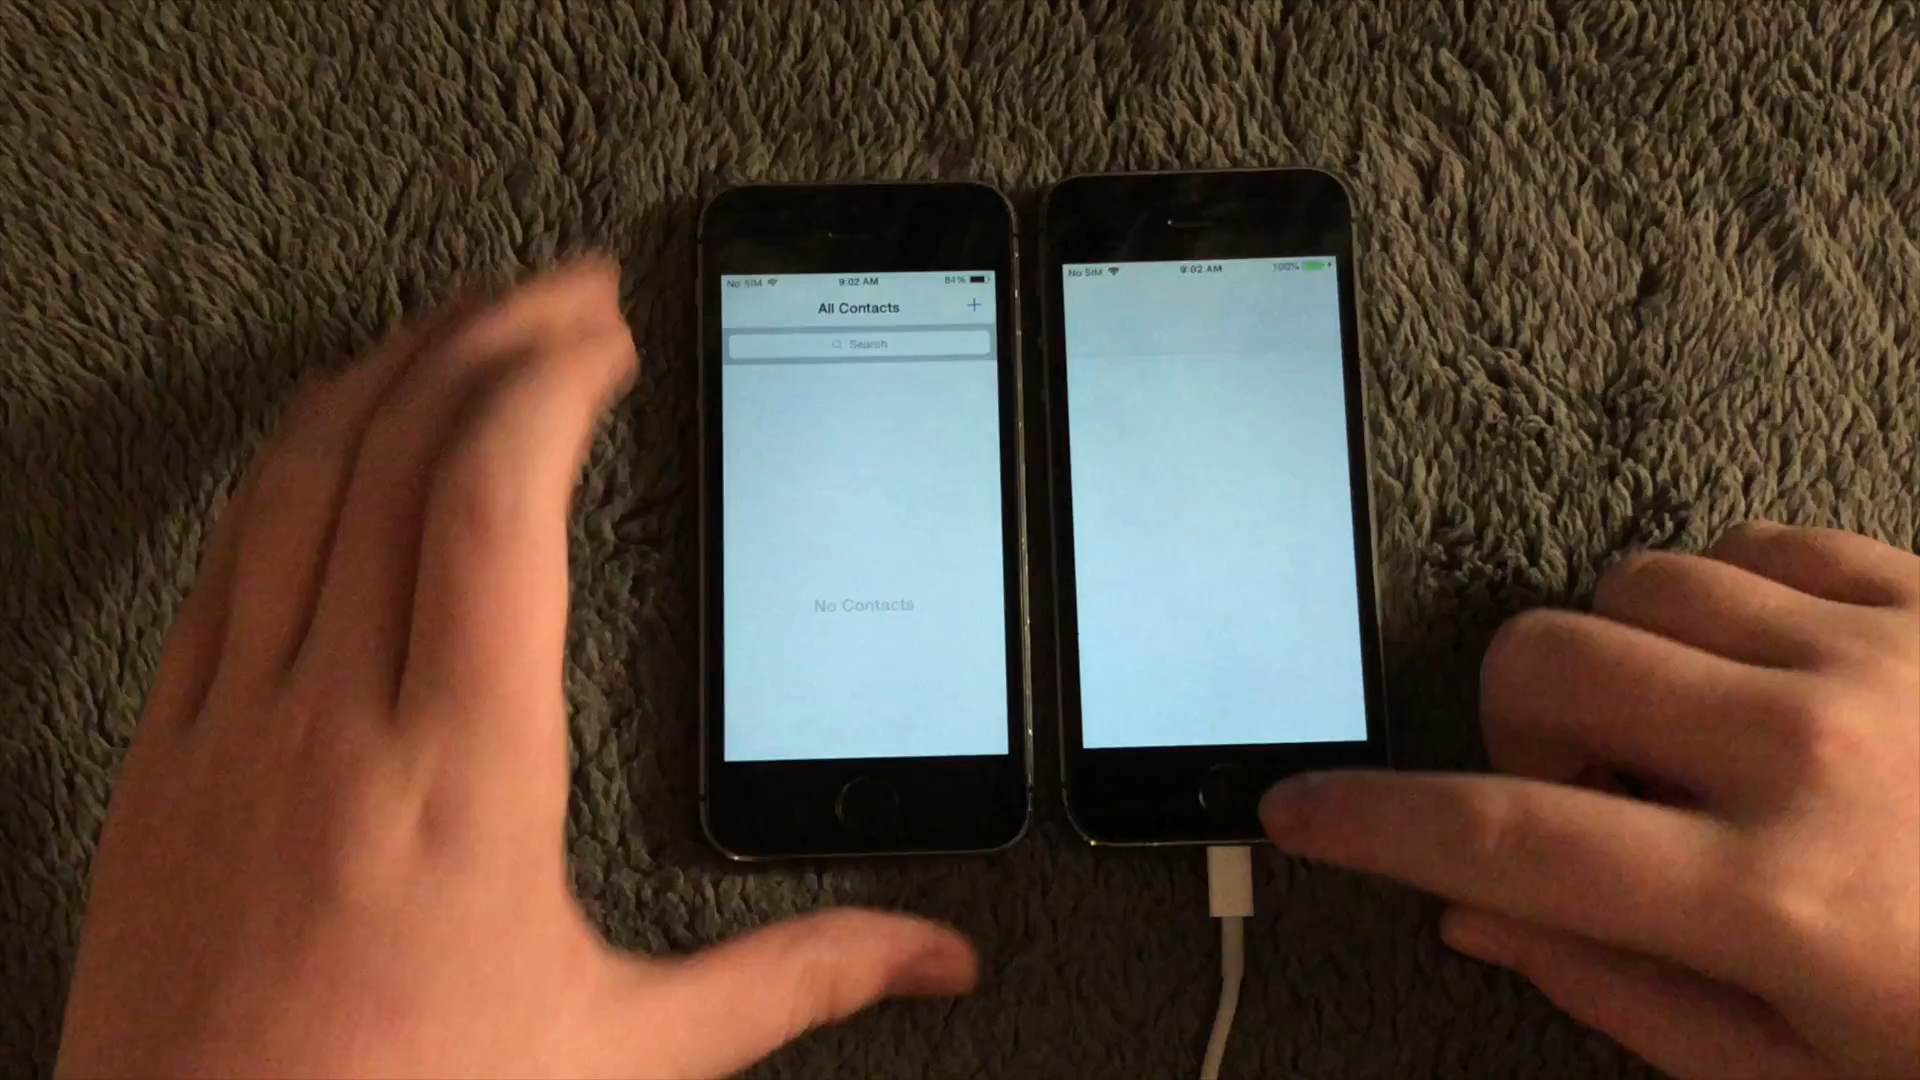 No SIM 9:02 AM 84%
All Contacts +
Search
No Contacts
No SIM 9:02 AM 100%